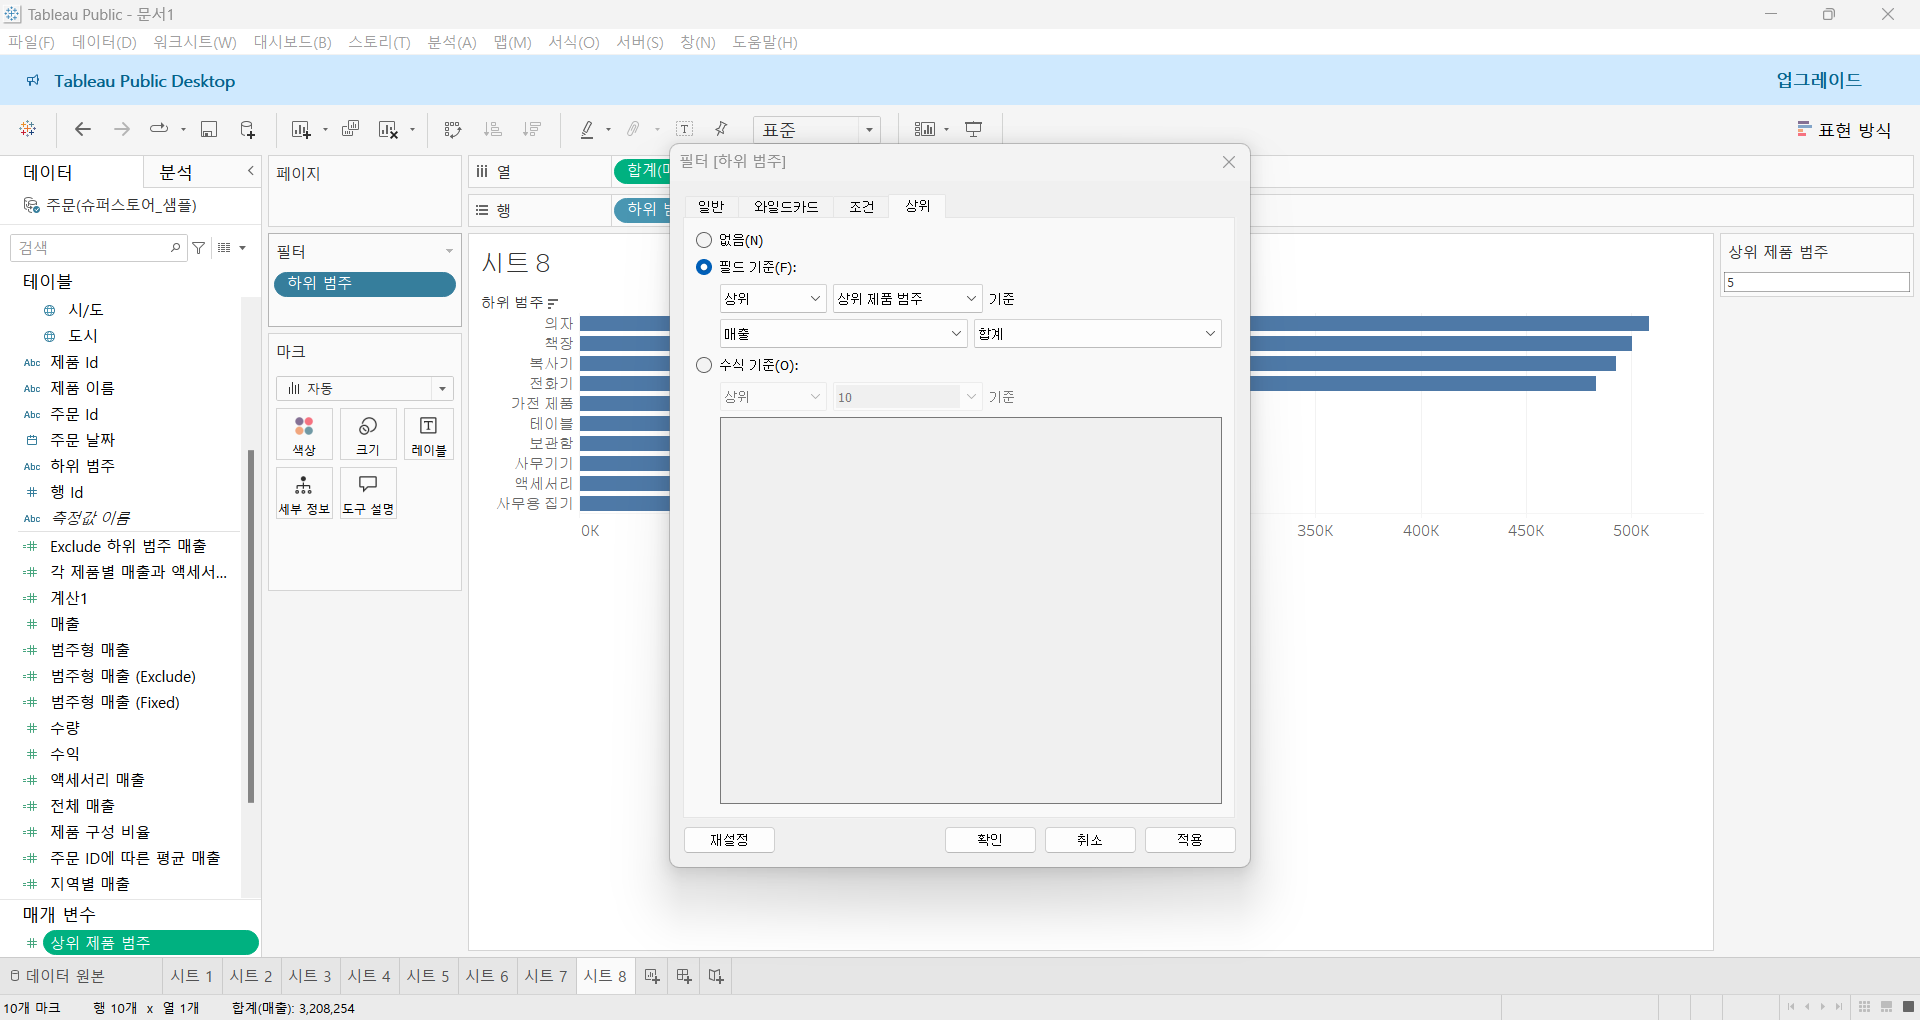 Tableau Public - 문서1
파일(F) 데이터(D) 워크시트(W) 대시보드(B) 스토리(T) 분석(A) 맵(M) 서식(O) 서버(S) 창(N) 도움말(H)
Tableau Public Desktop 업그레이드
표준
표현 방식
데이터 분석
주문(슈퍼스토어_샘플)
검색
테이블
시/도
도시
Abc 제품 Id
Abc 제품 이름
Abc 주문 Id
주문 날짜
Abc 하위 범주
# 행 Id
Abc 측정값 이름
=# Exclude 하위 범주 매출
=# 각 제품별 매출과 액세서...
=# 계산1
# 매출
=# 범주형 매출
=# 범주형 매출 (Exclude)
=# 범주형 매출 (Fixed)
# 수량
# 수익
=# 액세서리 매출
=# 전체 매출
=# 제품 구성 비율
=# 주문 ID에 따른 평균 매출
=# 지역별 매출
매개 변수
# 상위 제품 범주
페이지
필터
하위 범주
마크
자동
색상 크기 레이블
세부 정보 도구 설명
열 합계(매
행 하위 범
시트 8
하위 범주
의자
책장
복사기
전화기
가전 제품
테이블
보관함
사무기기
액세서리
사무용 집기
0K 350K 400K 450K 500K
필터 [하위 범주]
일반 와일드카드 조건 상위
없음(N)
필드 기준(F):
상위 상위 제품 범주 기준
매출 합계
수식 기준(O):
상위 10 기준
재설정 확인 취소 적용
상위 제품 범주
5
데이터 원본 시트 1 시트 2 시트 3 시트 4 시트 5 시트 6 시트 7 시트 8
10개 마크 행 10개 x 열 1개 합계(매출): 3,208,254